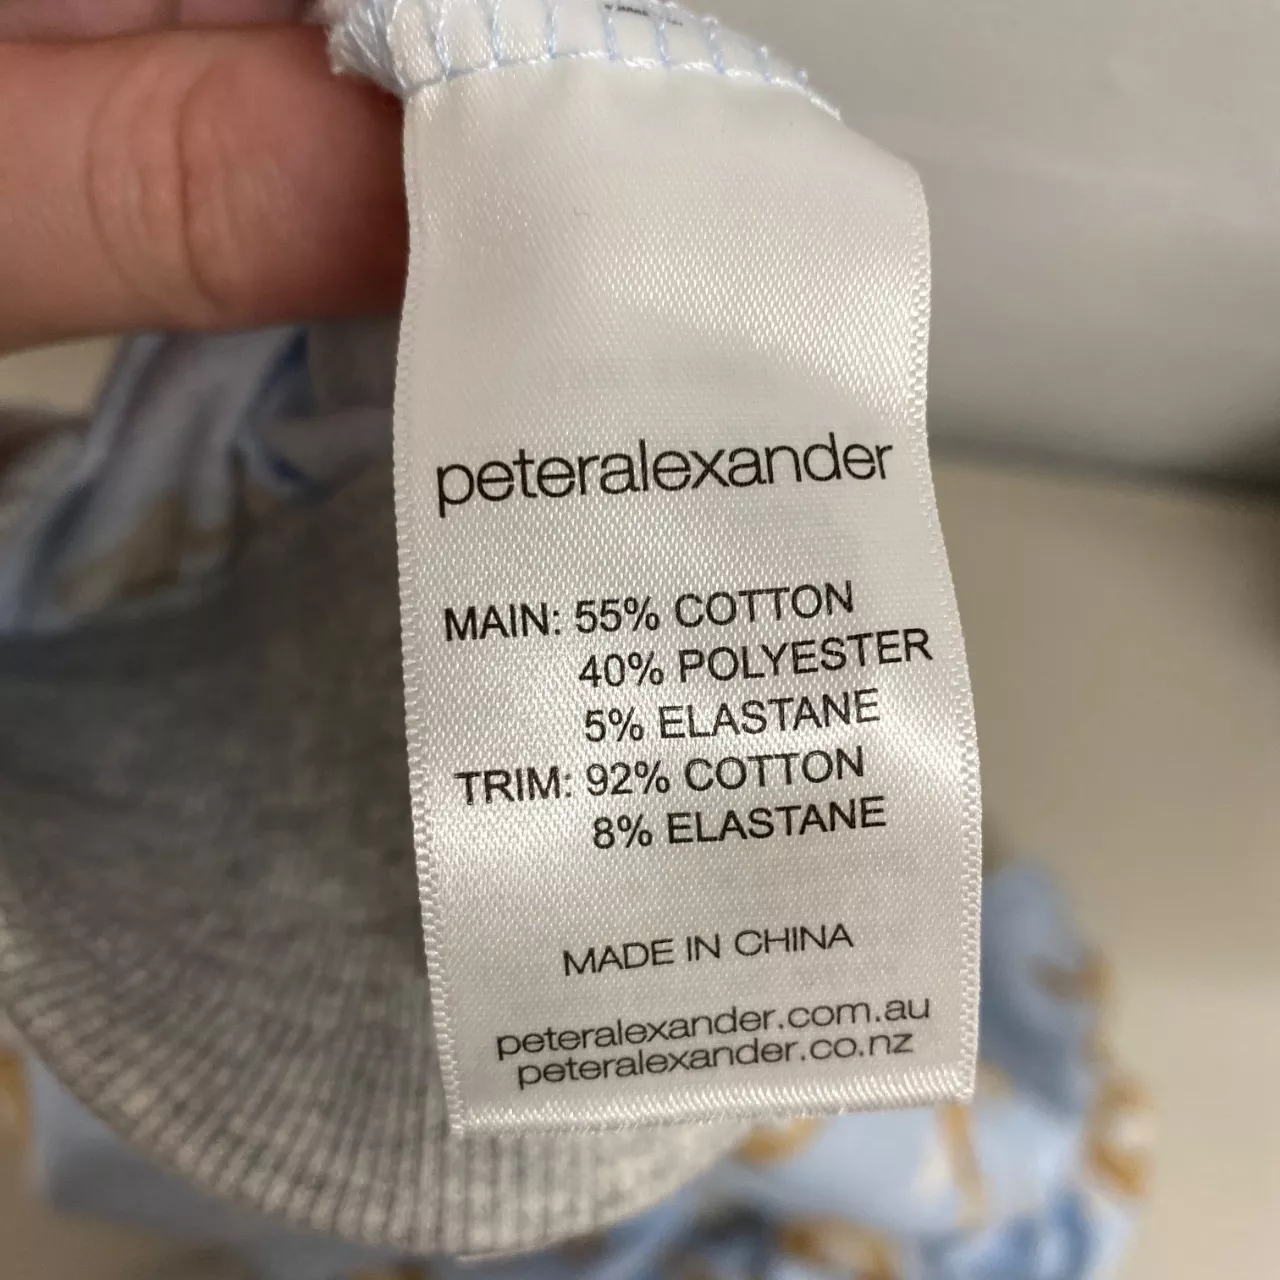 peteralexander
MAIN: 55% COTTON
40% POLYESTER
5% ELASTANE
TRIM: 92% COTTON
8% ELASTANE
MADE IN CHINA
peteralexander.com.au
peteralexander.co.nz